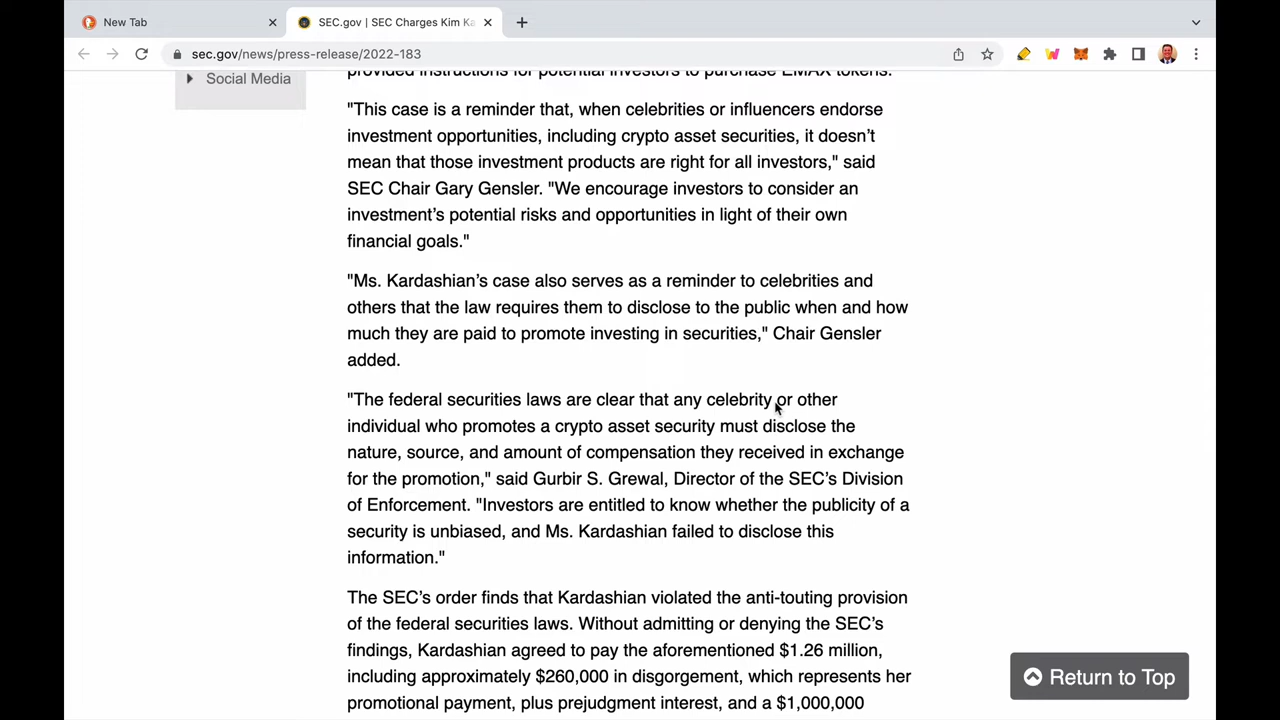 New Tab
SEC.gov | SEC Charges Kim Ka
sec.gov/news/press-release/2022-183
Social Media
provided instructions for potential investors to purchase EMAX tokens.
"This case is a reminder that, when celebrities or influencers endorse
investment opportunities, including crypto asset securities, it doesn’t
mean that those investment products are right for all investors," said
SEC Chair Gary Gensler. "We encourage investors to consider an
investment’s potential risks and opportunities in light of their own
financial goals."
"Ms. Kardashian’s case also serves as a reminder to celebrities and
others that the law requires them to disclose to the public when and how
much they are paid to promote investing in securities," Chair Gensler
added.
"The federal securities laws are clear that any celebrity or other
individual who promotes a crypto asset security must disclose the
nature, source, and amount of compensation they received in exchange
for the promotion," said Gurbir S. Grewal, Director of the SEC’s Division
of Enforcement. "Investors are entitled to know whether the publicity of a
security is unbiased, and Ms. Kardashian failed to disclose this
information."
The SEC’s order finds that Kardashian violated the anti-touting provision
of the federal securities laws. Without admitting or denying the SEC’s
findings, Kardashian agreed to pay the aforementioned $1.26 million,
including approximately $260,000 in disgorgement, which represents her
promotional payment, plus prejudgment interest, and a $1,000,000
Return to Top